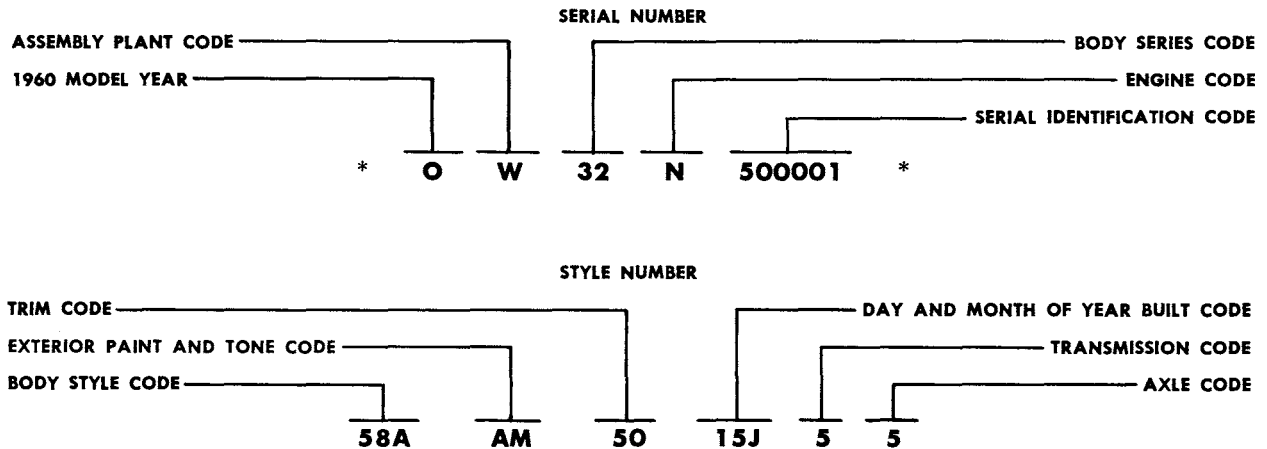 SERIAL NUMBER
ASSEMBLY PLANT CODE
BODY SERIES CODE
1960 MODEL YEAR
ENGINE CODE
SERIAL IDENTIFICATION CODE
* O W 32 N 500001 *
STYLE NUMBER
TRIM CODE
DAY AND MONTH OF YEAR BUILT CODE
EXTERIOR PAINT AND TONE CODE
TRANSMISSION CODE
BODY STYLE CODE
AXLE CODE
58A AM 50 15J 5 5